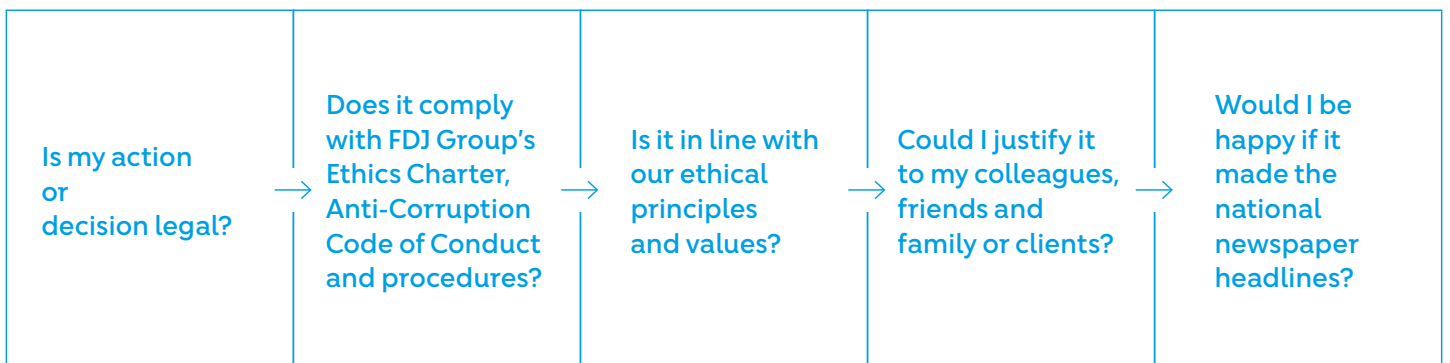 Is my action
or
decision legal?
Does it comply
with FDJ Group's
Ethics Charter,
Anti-Corruption
Code of Conduct
and procedures?
Is it in line with
our ethical
principles
and values?
Could I justify it
to my colleagues,
friends and
family or clients?
Would I be
happy if it
made the
national
newspaper
headlines?